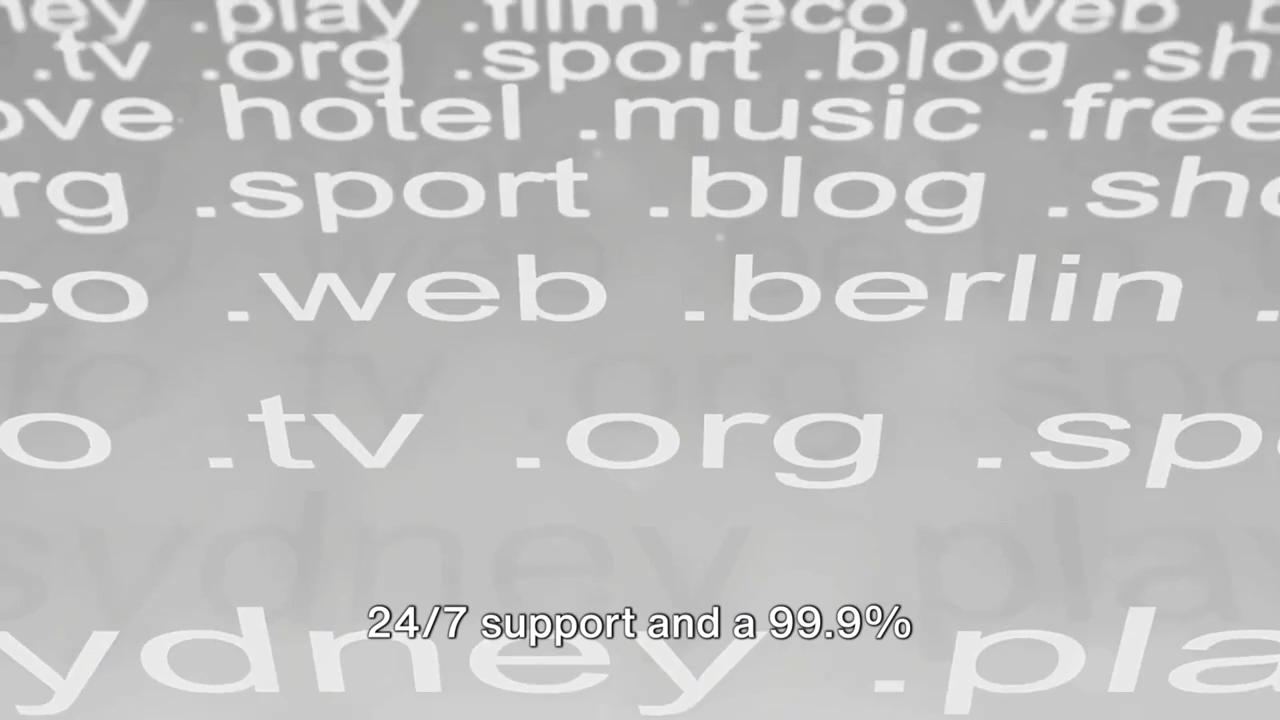 .play .film .eco .web
.tv .org .sport .blog
hotel .music .free
.sport .blog
.web .berlin
.tv .org
24/7 support and a 99.9%